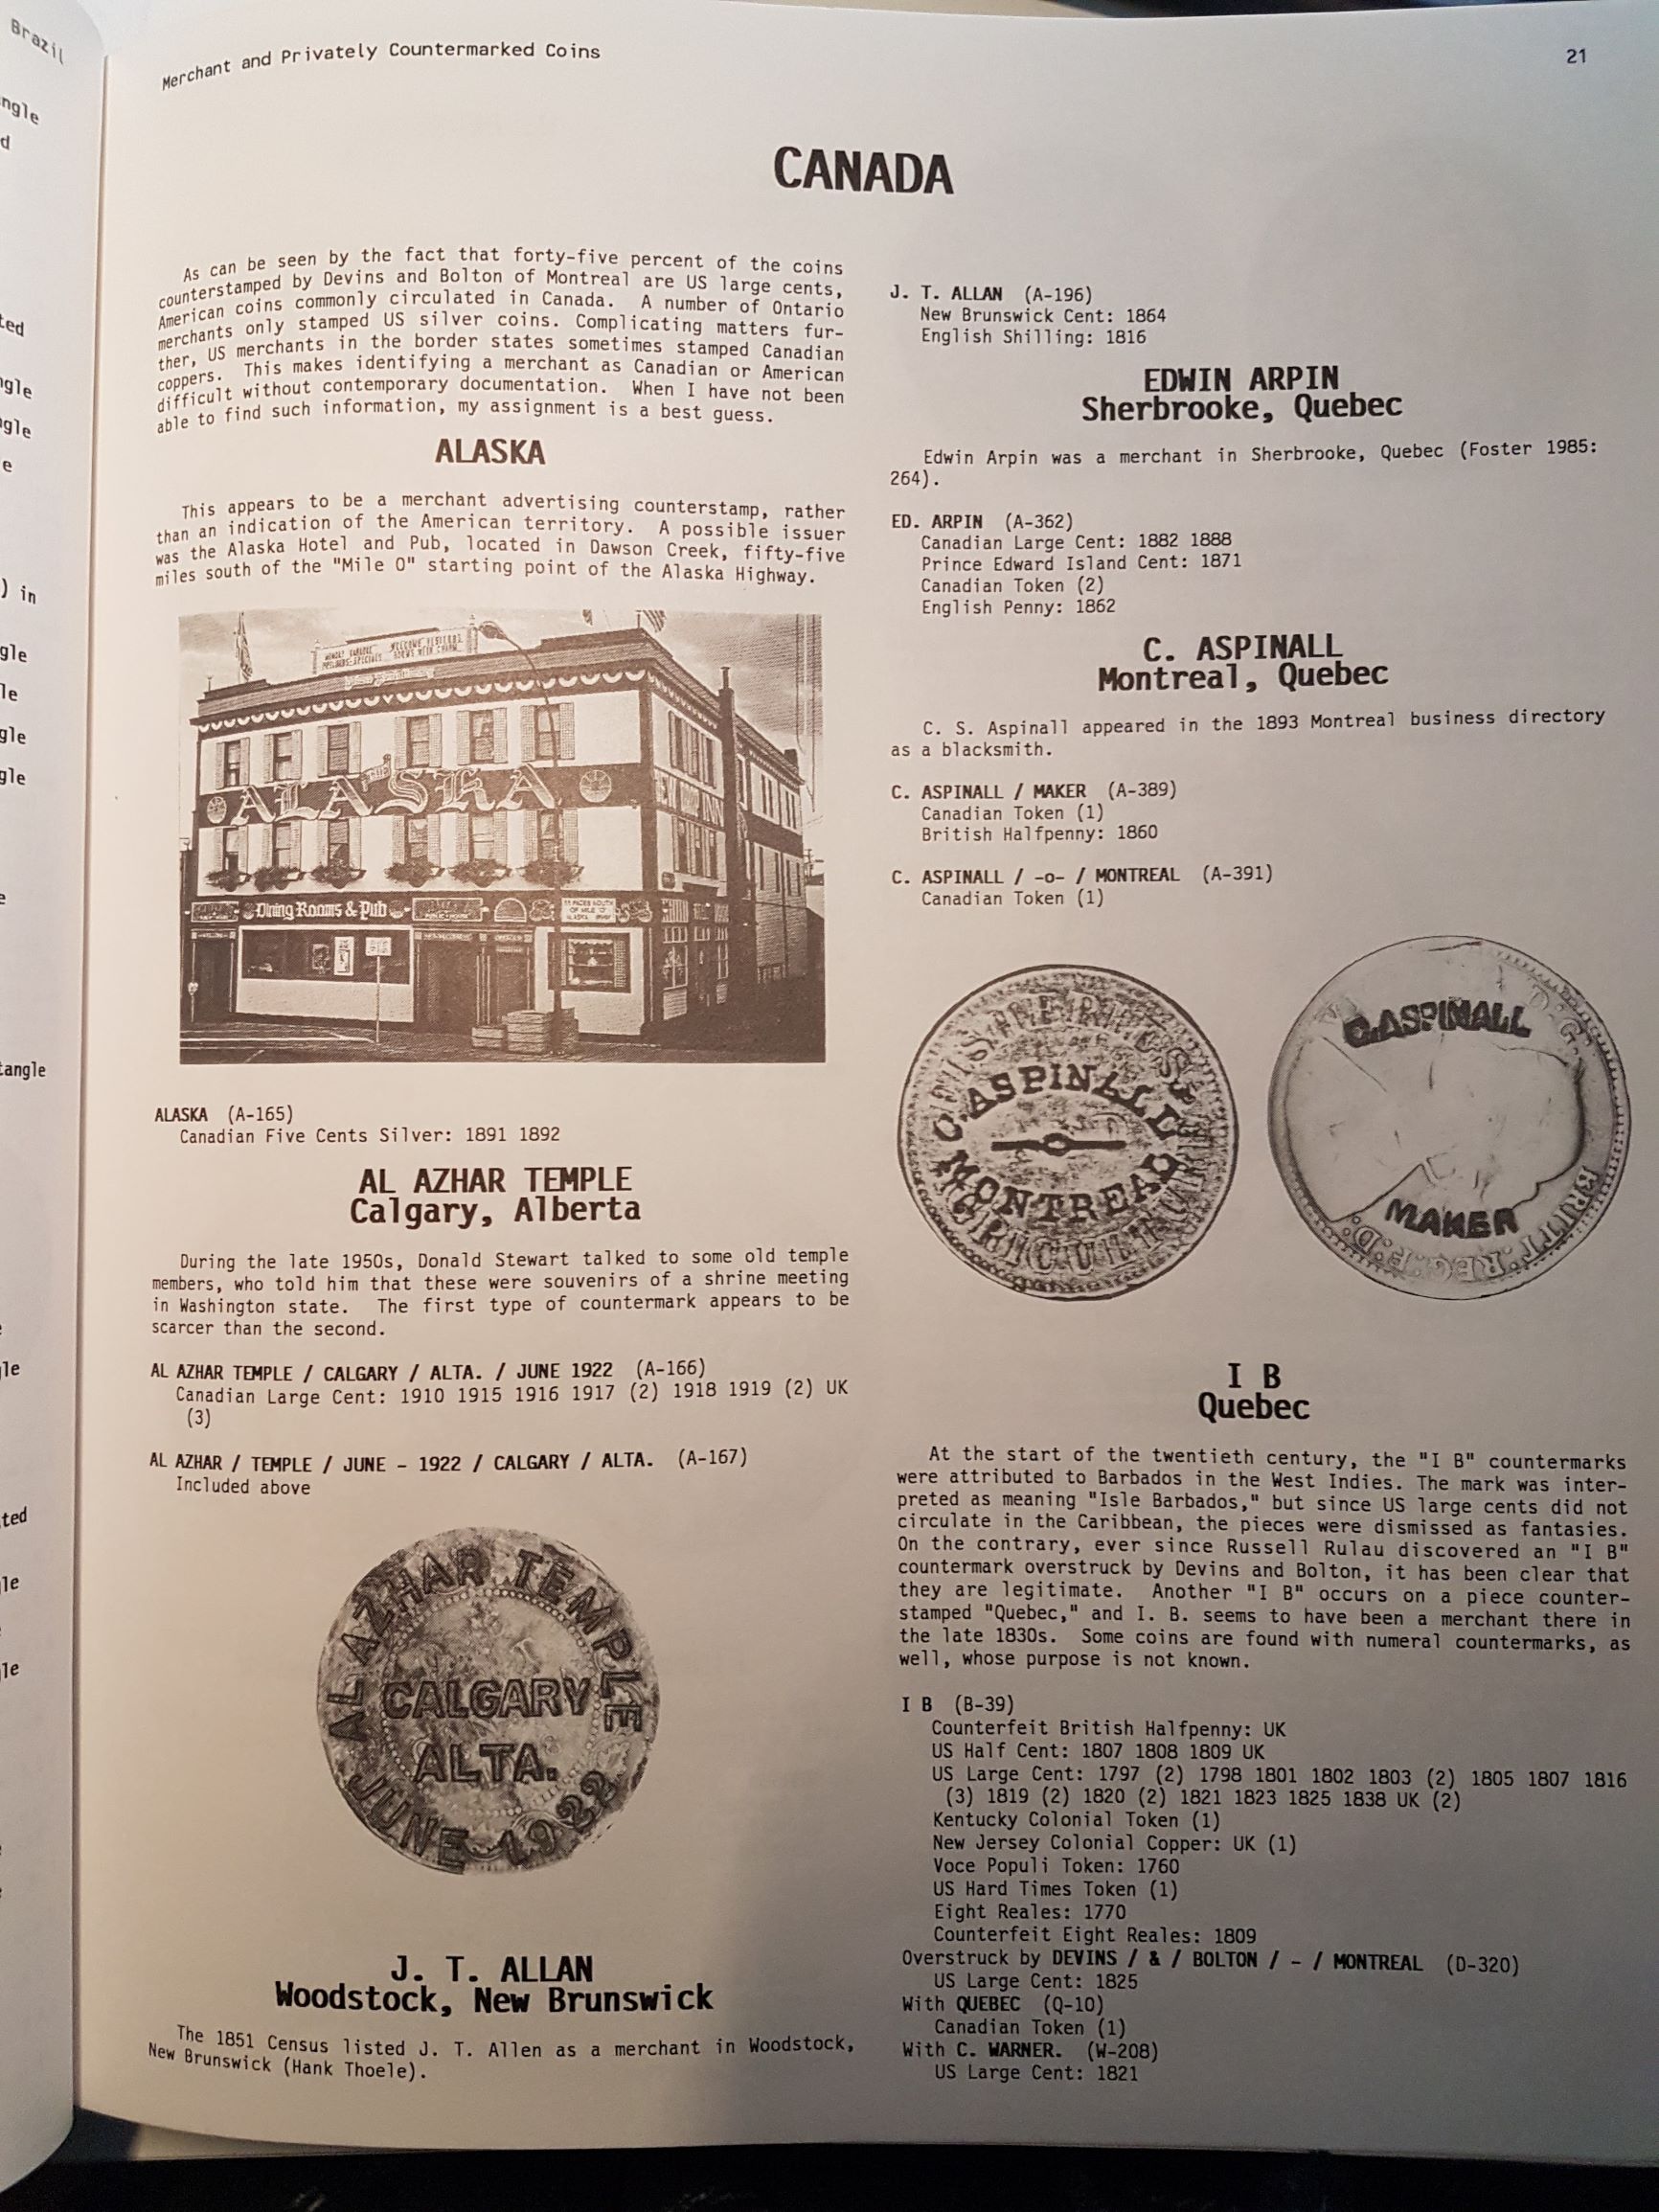 Brazil
ngle
d
ted
ngle
ngle
e
) in
gle
le
gle
gle
e
tangle
le
ted
le
le
Merchant and Privately Countermarked Coins
21
CANADA
As can be seen by the fact that forty-five percent of the coins
counterstamped by Devins and Bolton of Montreal are US large cents,
American coins commonly circulated in Canada. A number of Ontario
merchants only stamped US silver coins. Complicating matters fur-
ther, US merchants in the border states sometimes stamped Canadian
coppers. This makes identifying a merchant as Canadian or American
difficult without contemporary documentation. When I have not been
able to find such information, my assignment is a best guess.
ALASKA
This appears to be a merchant advertising counterstamp, rather
than an indication of the American territory. A possible issuer
was the Alaska Hotel and Pub, located in Dawson Creek, fifty-five
miles south of the "Mile 0" starting point of the Alaska Highway.
ALASKA
Dining Rooms & Pub
ALASKA (A-165)
Canadian Five Cents Silver: 1891 1892
AL AZHAR TEMPLE
Calgary, Alberta
During the late 1950s, Donald Stewart talked to some old temple
members, who told him that these were souvenirs of a shrine meeting
in Washington state. The first type of countermark appears to be
scarcer than the second.
AL AZHAR TEMPLE / CALGARY / ALTA. / JUNE 1922 (A-166)
Canadian Large Cent: 1910 1915 1916 1917 (2) 1918 1919 (2) UK
(3)
AL AZHAR / TEMPLE / JUNE - 1922 / CALGARY / ALTA. (A-167)
Included above
AL AZHAR TEMPLE
CALGARY
ALTA.
JUNE 1922
J. T. ALLAN
Woodstock, New Brunswick
The 1851 Census listed J. T. Allen as a merchant in Woodstock,
New Brunswick (Hank Thoele).
J. T. ALLAN (A-196)
New Brunswick Cent: 1864
English Shilling: 1816
EDWIN ARPIN
Sherbrooke, Quebec
Edwin Arpin was a merchant in Sherbrooke, Quebec (Foster 1985:
264).
ED. ARPIN (A-362)
Canadian Large Cent: 1882 1888
Prince Edward Island Cent: 1871
Canadian Token (2)
English Penny: 1862
C. ASPINALL
Montreal, Quebec
C. S. Aspinall appeared in the 1893 Montreal business directory
as a blacksmith.
C. ASPINALL / MAKER (A-389)
Canadian Token (1)
British Halfpenny: 1860
C. ASPINALL / -o- / MONTREAL (A-391)
Canadian Token (1)
C. ASPINALL
MONTREAL
C. ASPINALL
D:G:
MAKER
BRITT:REG:F:D:
I B
Quebec
At the start of the twentieth century, the "I B" countermarks
were attributed to Barbados in the West Indies. The mark was inter-
preted as meaning "Isle Barbados," but since US large cents did not
circulate in the Caribbean, the pieces were dismissed as fantasies.
On the contrary, ever since Russell Rulau discovered an "I B"
countermark overstruck by Devins and Bolton, it has been clear that
they are legitimate. Another "I B" occurs on a piece counter-
stamped "Quebec," and I. B. seems to have been a merchant there in
the late 1830s. Some coins are found with numeral countermarks, as
well, whose purpose is not known.
I B (B-39)
Counterfeit British Halfpenny: UK
US Half Cent: 1807 1808 1809 UK
US Large Cent: 1797 (2) 1798 1801 1802 1803 (2) 1805 1807 1816
(3) 1819 (2) 1820 (2) 1821 1823 1825 1838 UK (2)
Kentucky Colonial Token (1)
New Jersey Colonial Copper: UK (1)
Voce Populi Token: 1760
US Hard Times Token (1)
Eight Reales: 1770
Counterfeit Eight Reales: 1809
Overstruck by DEVINS / & / BOLTON / - / MONTREAL (D-320)
US Large Cent: 1825
With QUEBEC (Q-10)
Canadian Token (1)
With C. WARNER. (W-208)
US Large Cent: 1821